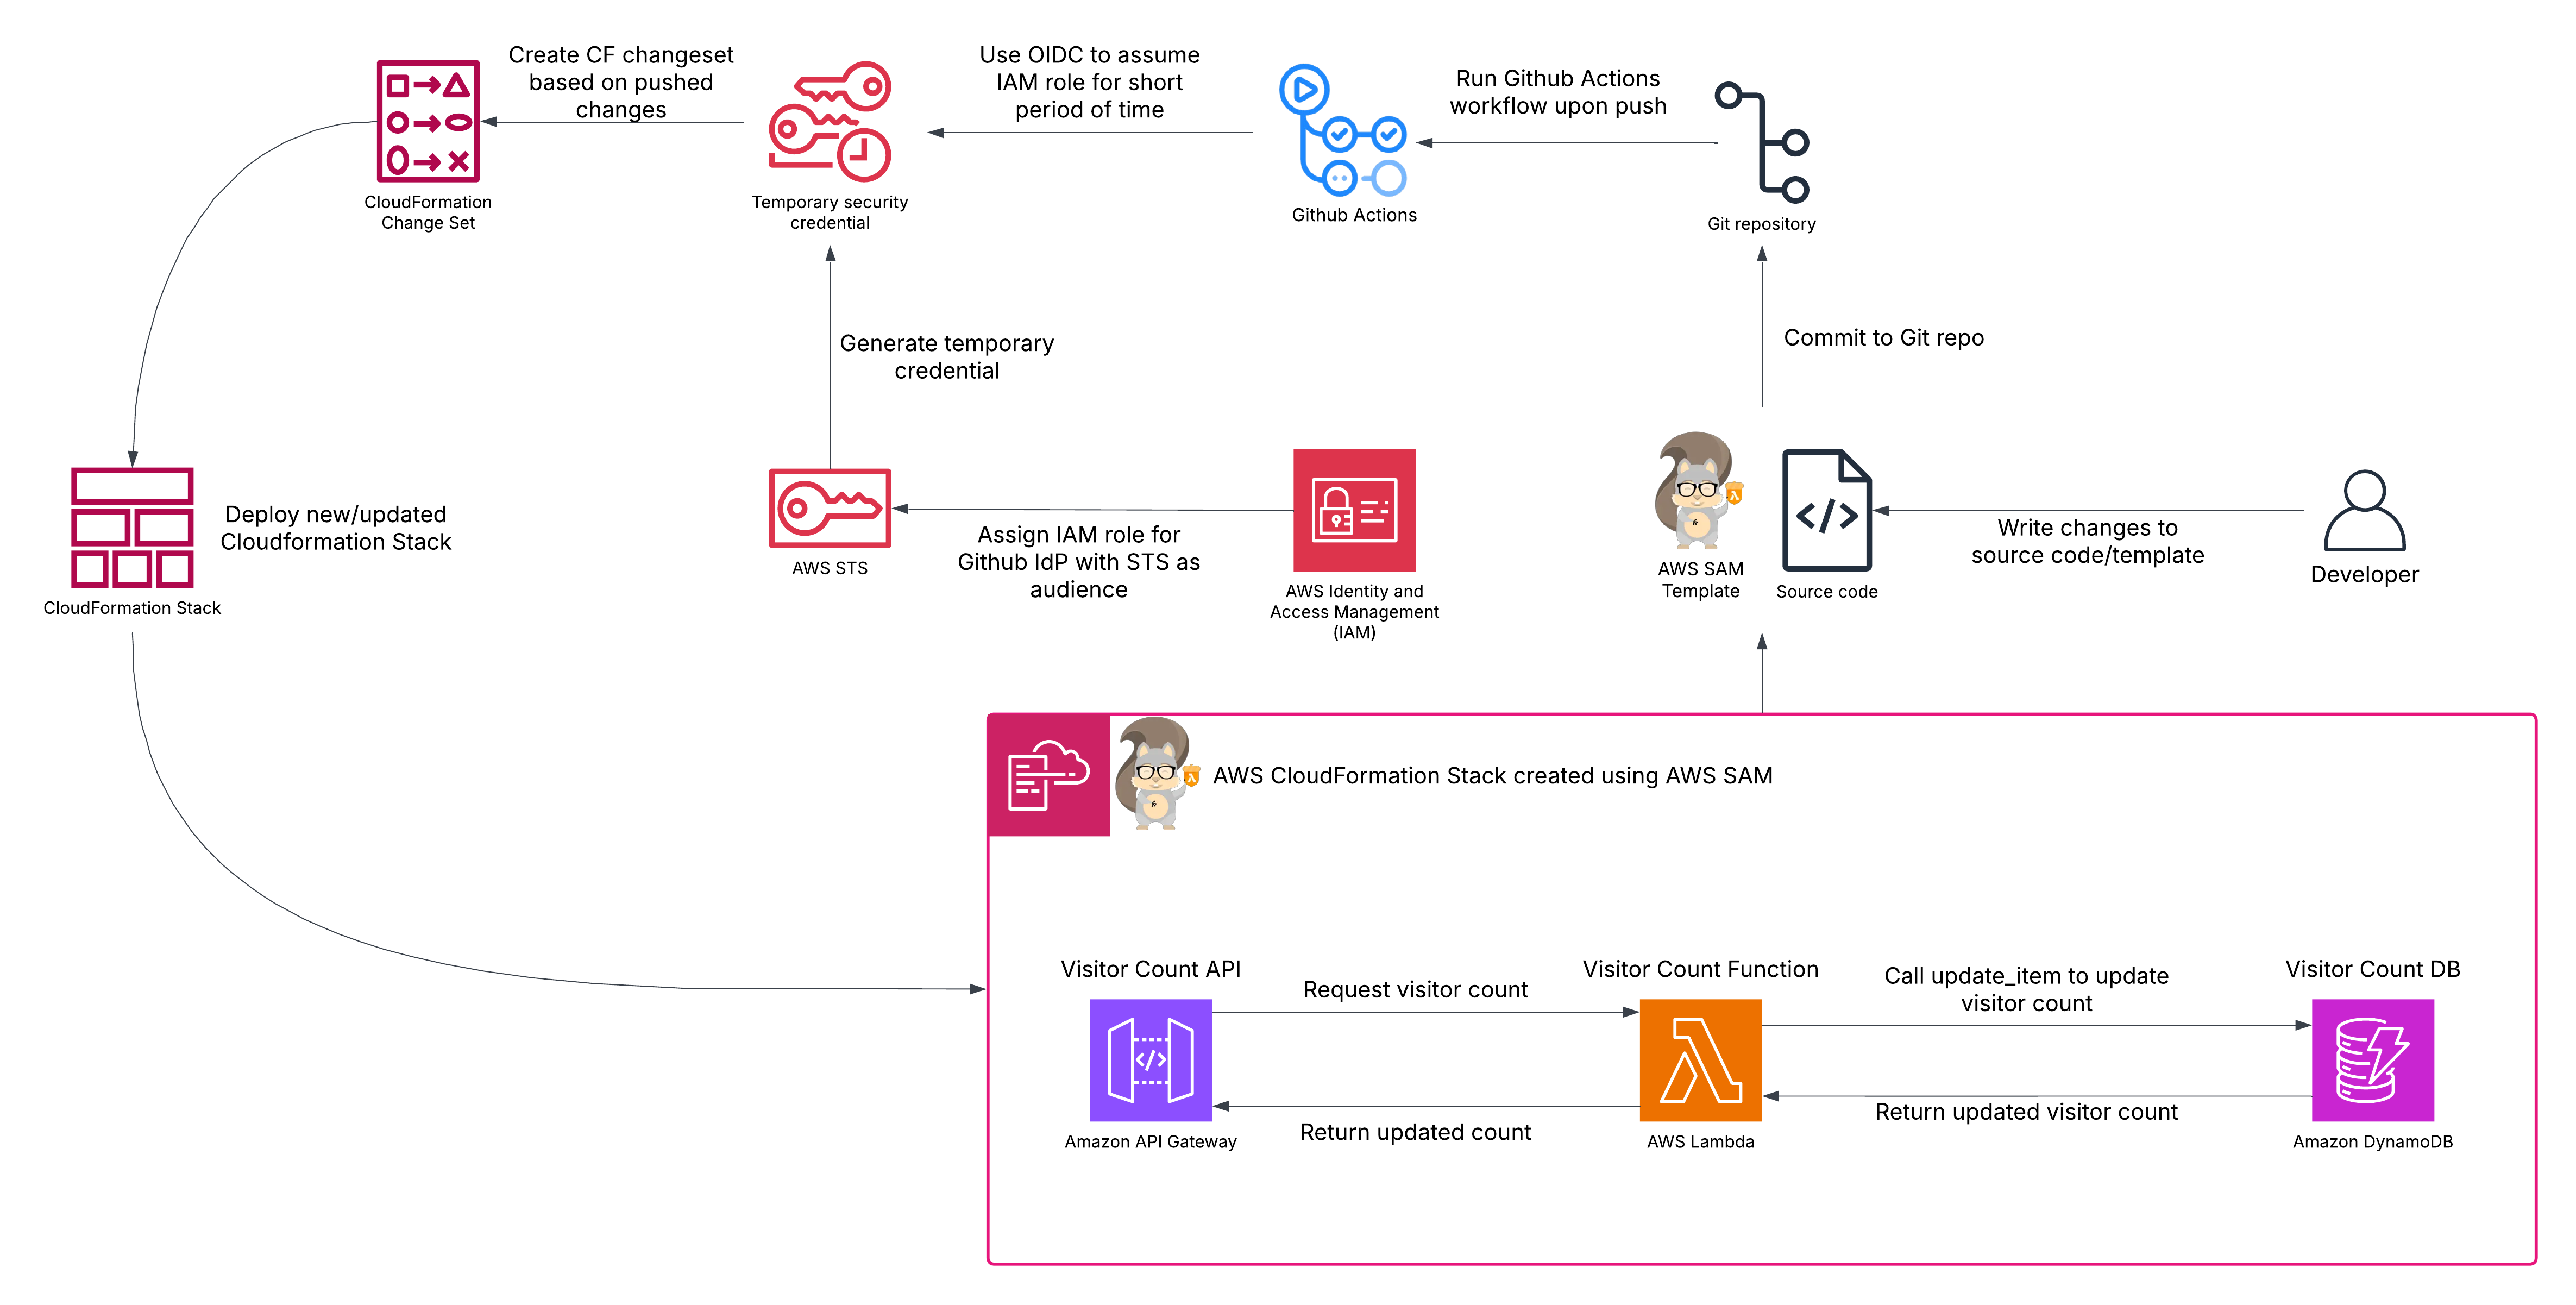 Create CF changeset
based on pushed
changes
Use OIDC to assume
IAM role for short
period of time
Run Github Actions
workflow upon push
CloudFormation
Change Set
Temporary security
credential
Github Actions
Git repository
Generate temporary
credential
Commit to Git repo
Deploy new/updated
Cloudformation Stack
CloudFormation Stack
AWS STS
Assign IAM role for
Github IdP with STS as
audience
AWS Identity and
Access Management
(IAM)
AWS SAM
Template
Source code
Write changes to
source code/template
Developer
AWS CloudFormation Stack created using AWS SAM
Visitor Count API
Request visitor count
Visitor Count Function
Call update_item to update
visitor count
Visitor Count DB
Return updated count
Return updated visitor count
Amazon API Gateway
AWS Lambda
Amazon DynamoDB